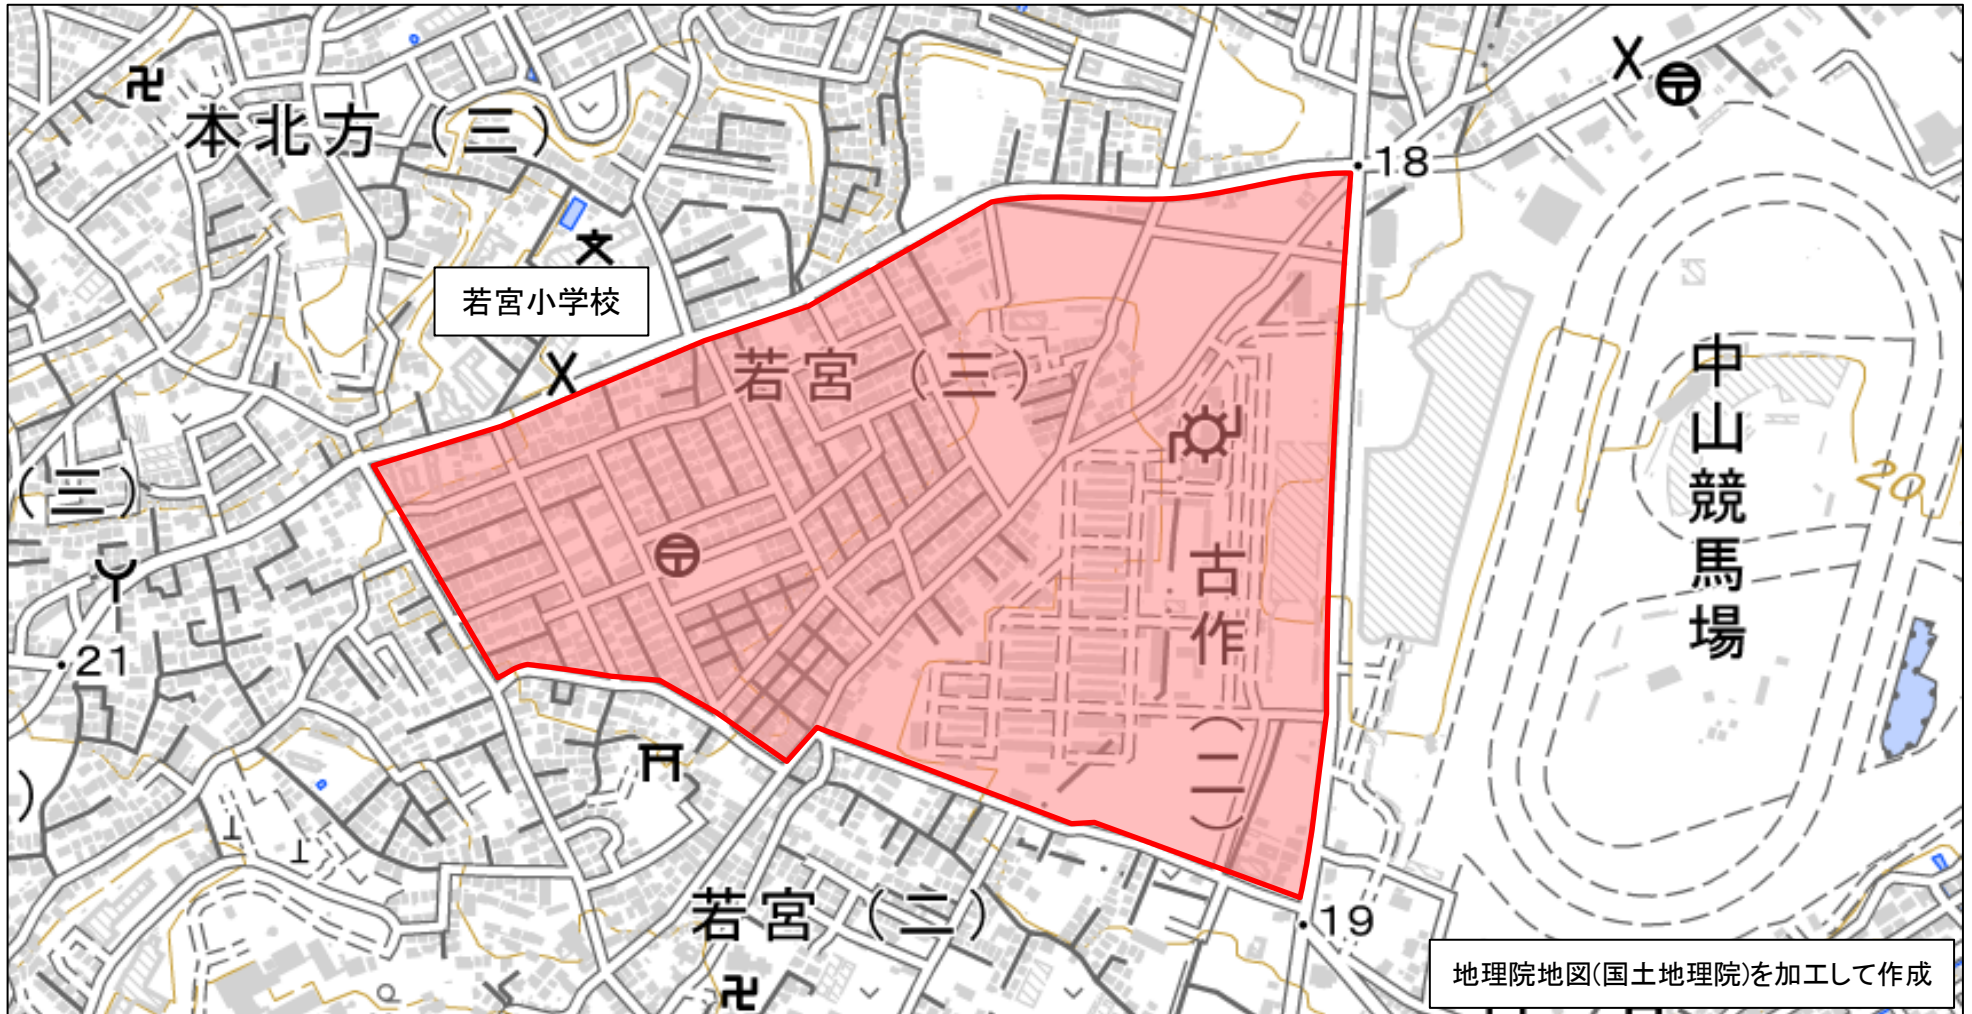 本北方(三)
18
若宮小学校
若宮(三)
中山競馬場
20
(三)
古作(二)
21
)
若宮(二)
19
地理院地図(国土地理院)を加工して作成